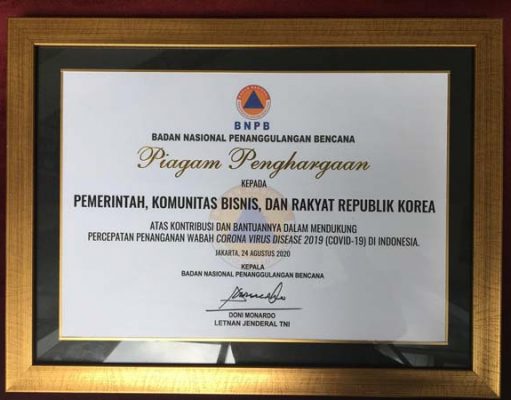 BNPB
BADAN NASIONAL PENANGGULANGAN BENCANA
Piagam Penghargaan
KEPADA
PEMERINTAH, KOMUNITAS BISNIS, DAN RAKYAT REPUBLIK KOREA
ATAS KONTRIBUSI DAN BANTUANNYA DALAM MENDUKUNG
PERCEPATAN PENANGANAN WABAH CORONA VIRUS DISEASE 2019 (COVID-19) DI INDONESIA.
JAKARTA, 24 AGUSTUS 2020
KEPALA
BADAN NASIONAL PENANGGULANGAN BENCANA
DONI MONARDO
LETNAN JENDERAL TNI